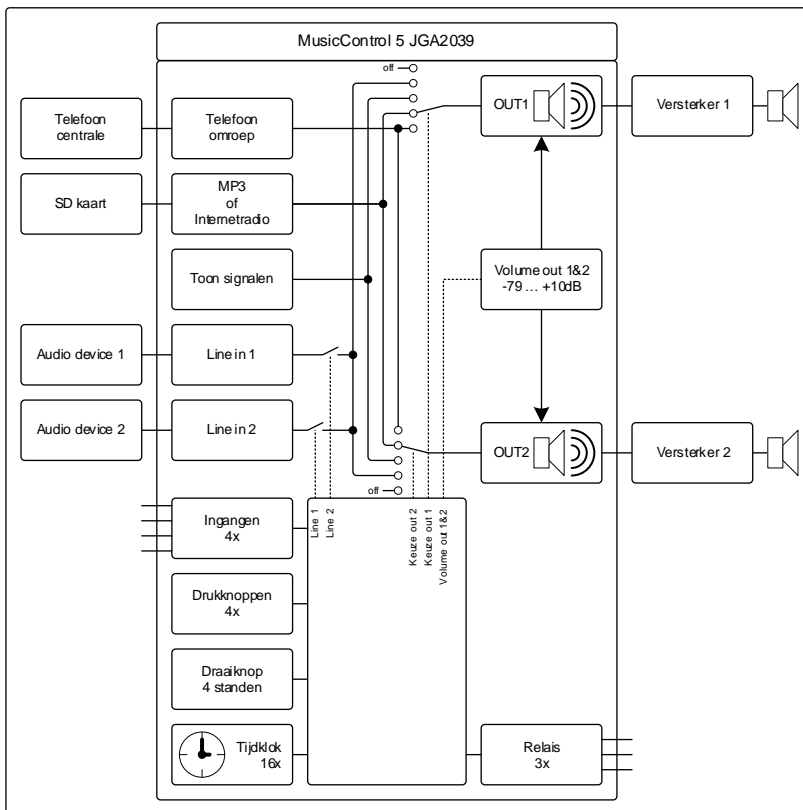 MusicControl 5 JGA2039
off
Telefoon
centrale
Telefoon
omroep
OUT1
Versterker 1
SD kaart
MP3
of
Internetradio
Toon signalen
Volume out 1&2
-79 ... +10dB
Audio device 1
Line in 1
Audio device 2
Line in 2
OUT2
Versterker 2
off
Ingangen
4x
Line 1
Line 2
Keuze out 2
Keuze out 1
Volume out 1&2
Drukknoppen
4x
Draaiknop
4 standen
Tijdklok
16x
Relais
3x